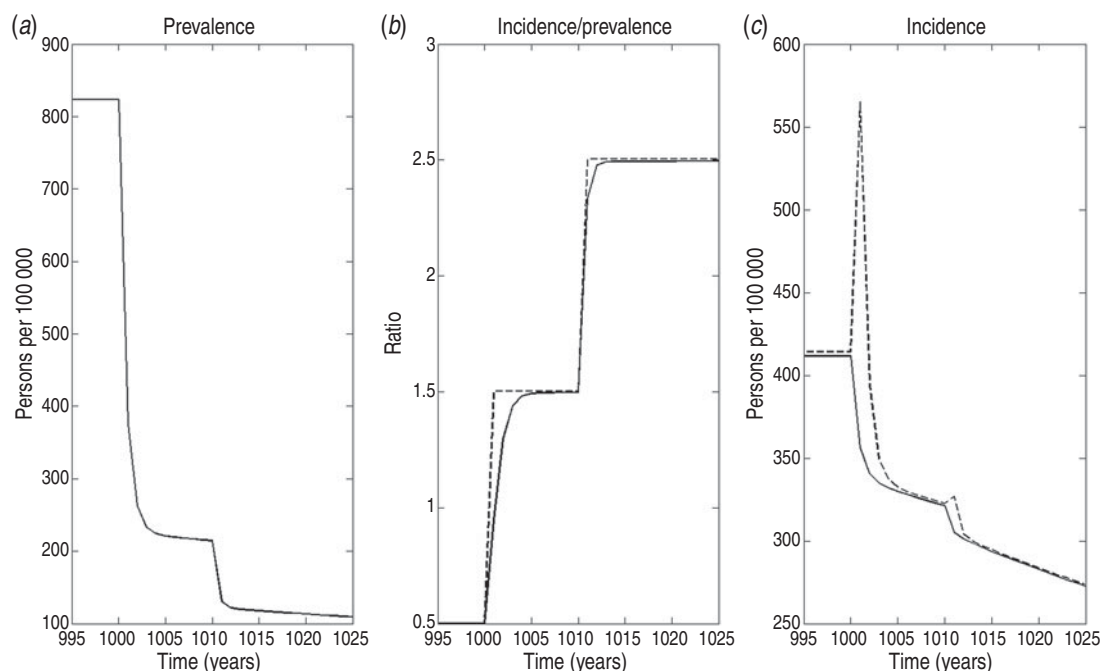 (a) Prevalence
Persons per 100 000
900
800
700
600
500
400
300
200
100
995 1000 1005 1010 1015 1020 1025
Time (years)
(b) Incidence/prevalence
Ratio
3
2.5
2
1.5
1
0.5
995 1000 1005 1010 1015 1020 1025
Time (years)
(c) Incidence
Persons per 100 000
600
550
500
450
400
350
300
250
995 1000 1005 1010 1015 1020 1025
Time (years)